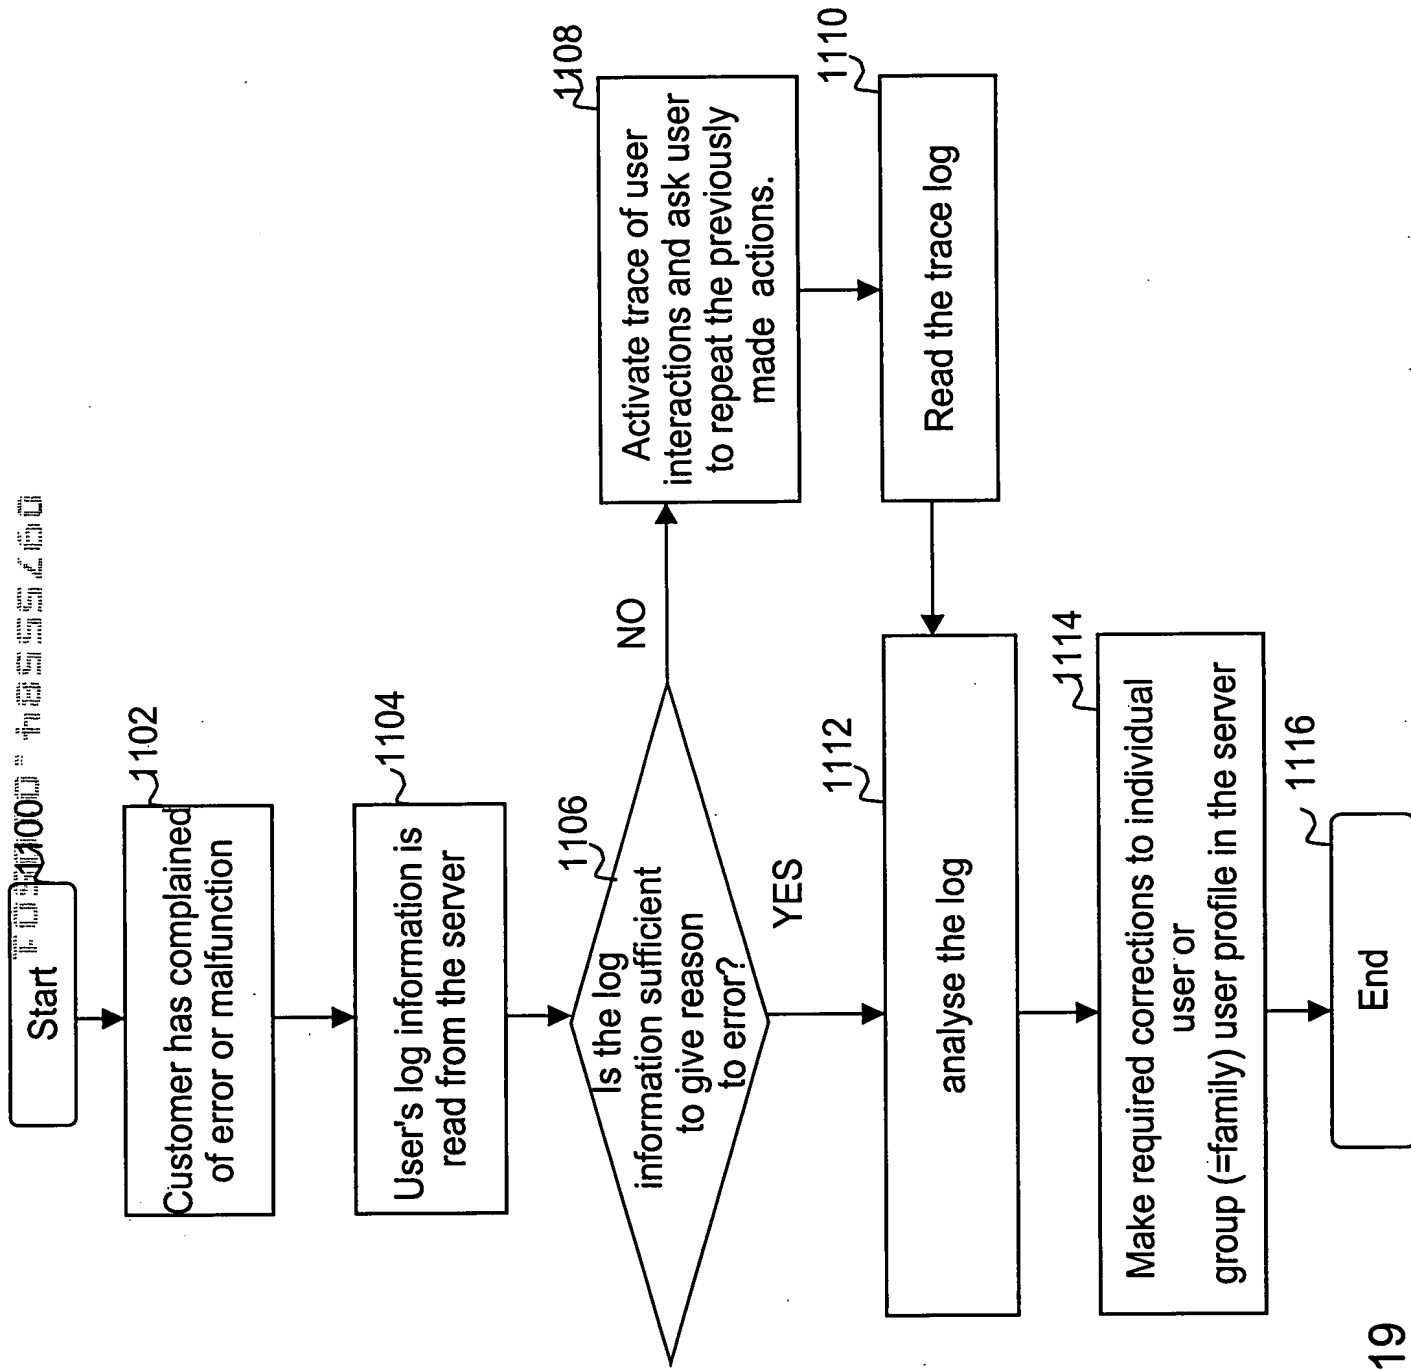 1100
Start
1102
Customer has complained
of error or malfunction
1104
User's log information is
read from the server
1106
Is the log
information sufficient
to give reason
to error?
NO
YES
1108
Activate trace of user
interactions and ask user
to repeat the previously
made actions.
1110
Read the trace log
1112
analyse the log
1114
Make required corrections to individual
user or
group (=family) user profile in the server
1116
End
19